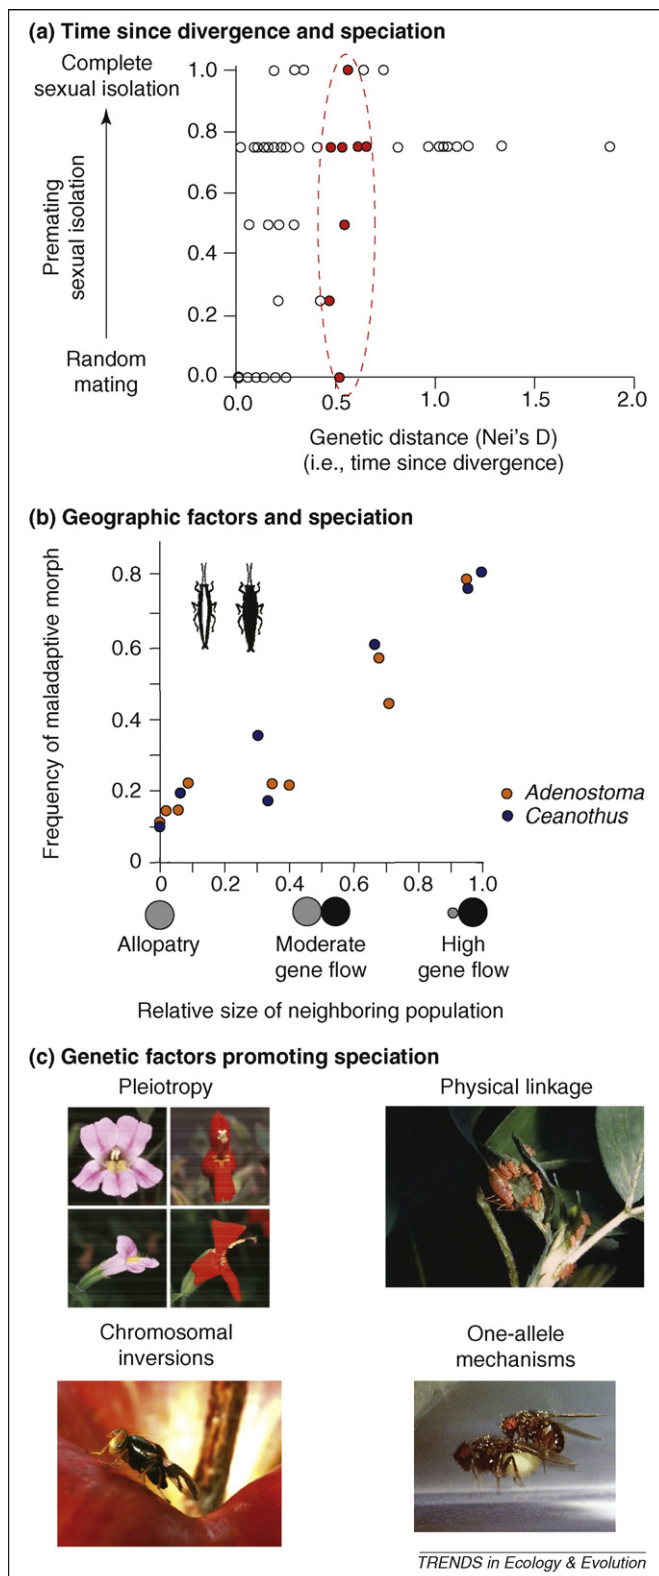 (a) Time since divergence and speciation
Complete
sexual isolation
Premating
sexual isolation
Random
mating
1.0
0.8
0.6
0.4
0.2
0.0
0.0 0.5 1.0 1.5 2.0
Genetic distance (Nei's D)
(i.e., time since divergence)
(b) Geographic factors and speciation
Frequency of maladaptive morph
0.8
0.6
0.4
0.2
0
Adenostoma
Ceanothus
0 0.2 0.4 0.6 0.8 1.0
Allopatry
Moderate
gene flow
High
gene flow
Relative size of neighboring population
(c) Genetic factors promoting speciation
Pleiotropy
Physical linkage
Chromosomal
inversions
One-allele
mechanisms
TRENDS in Ecology & Evolution